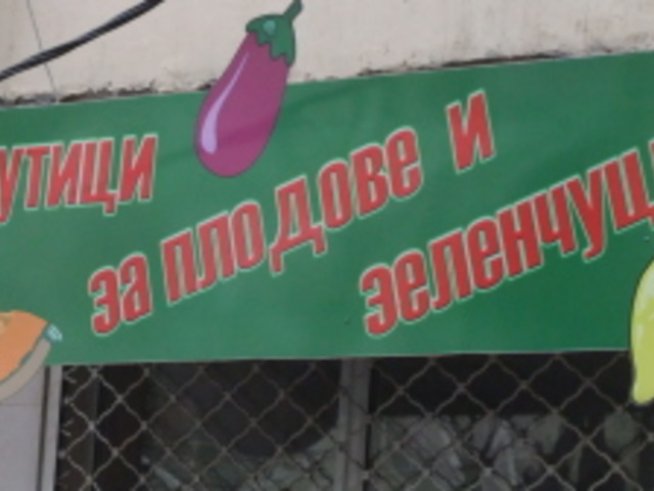 утици
за плодове и
зеленчуц